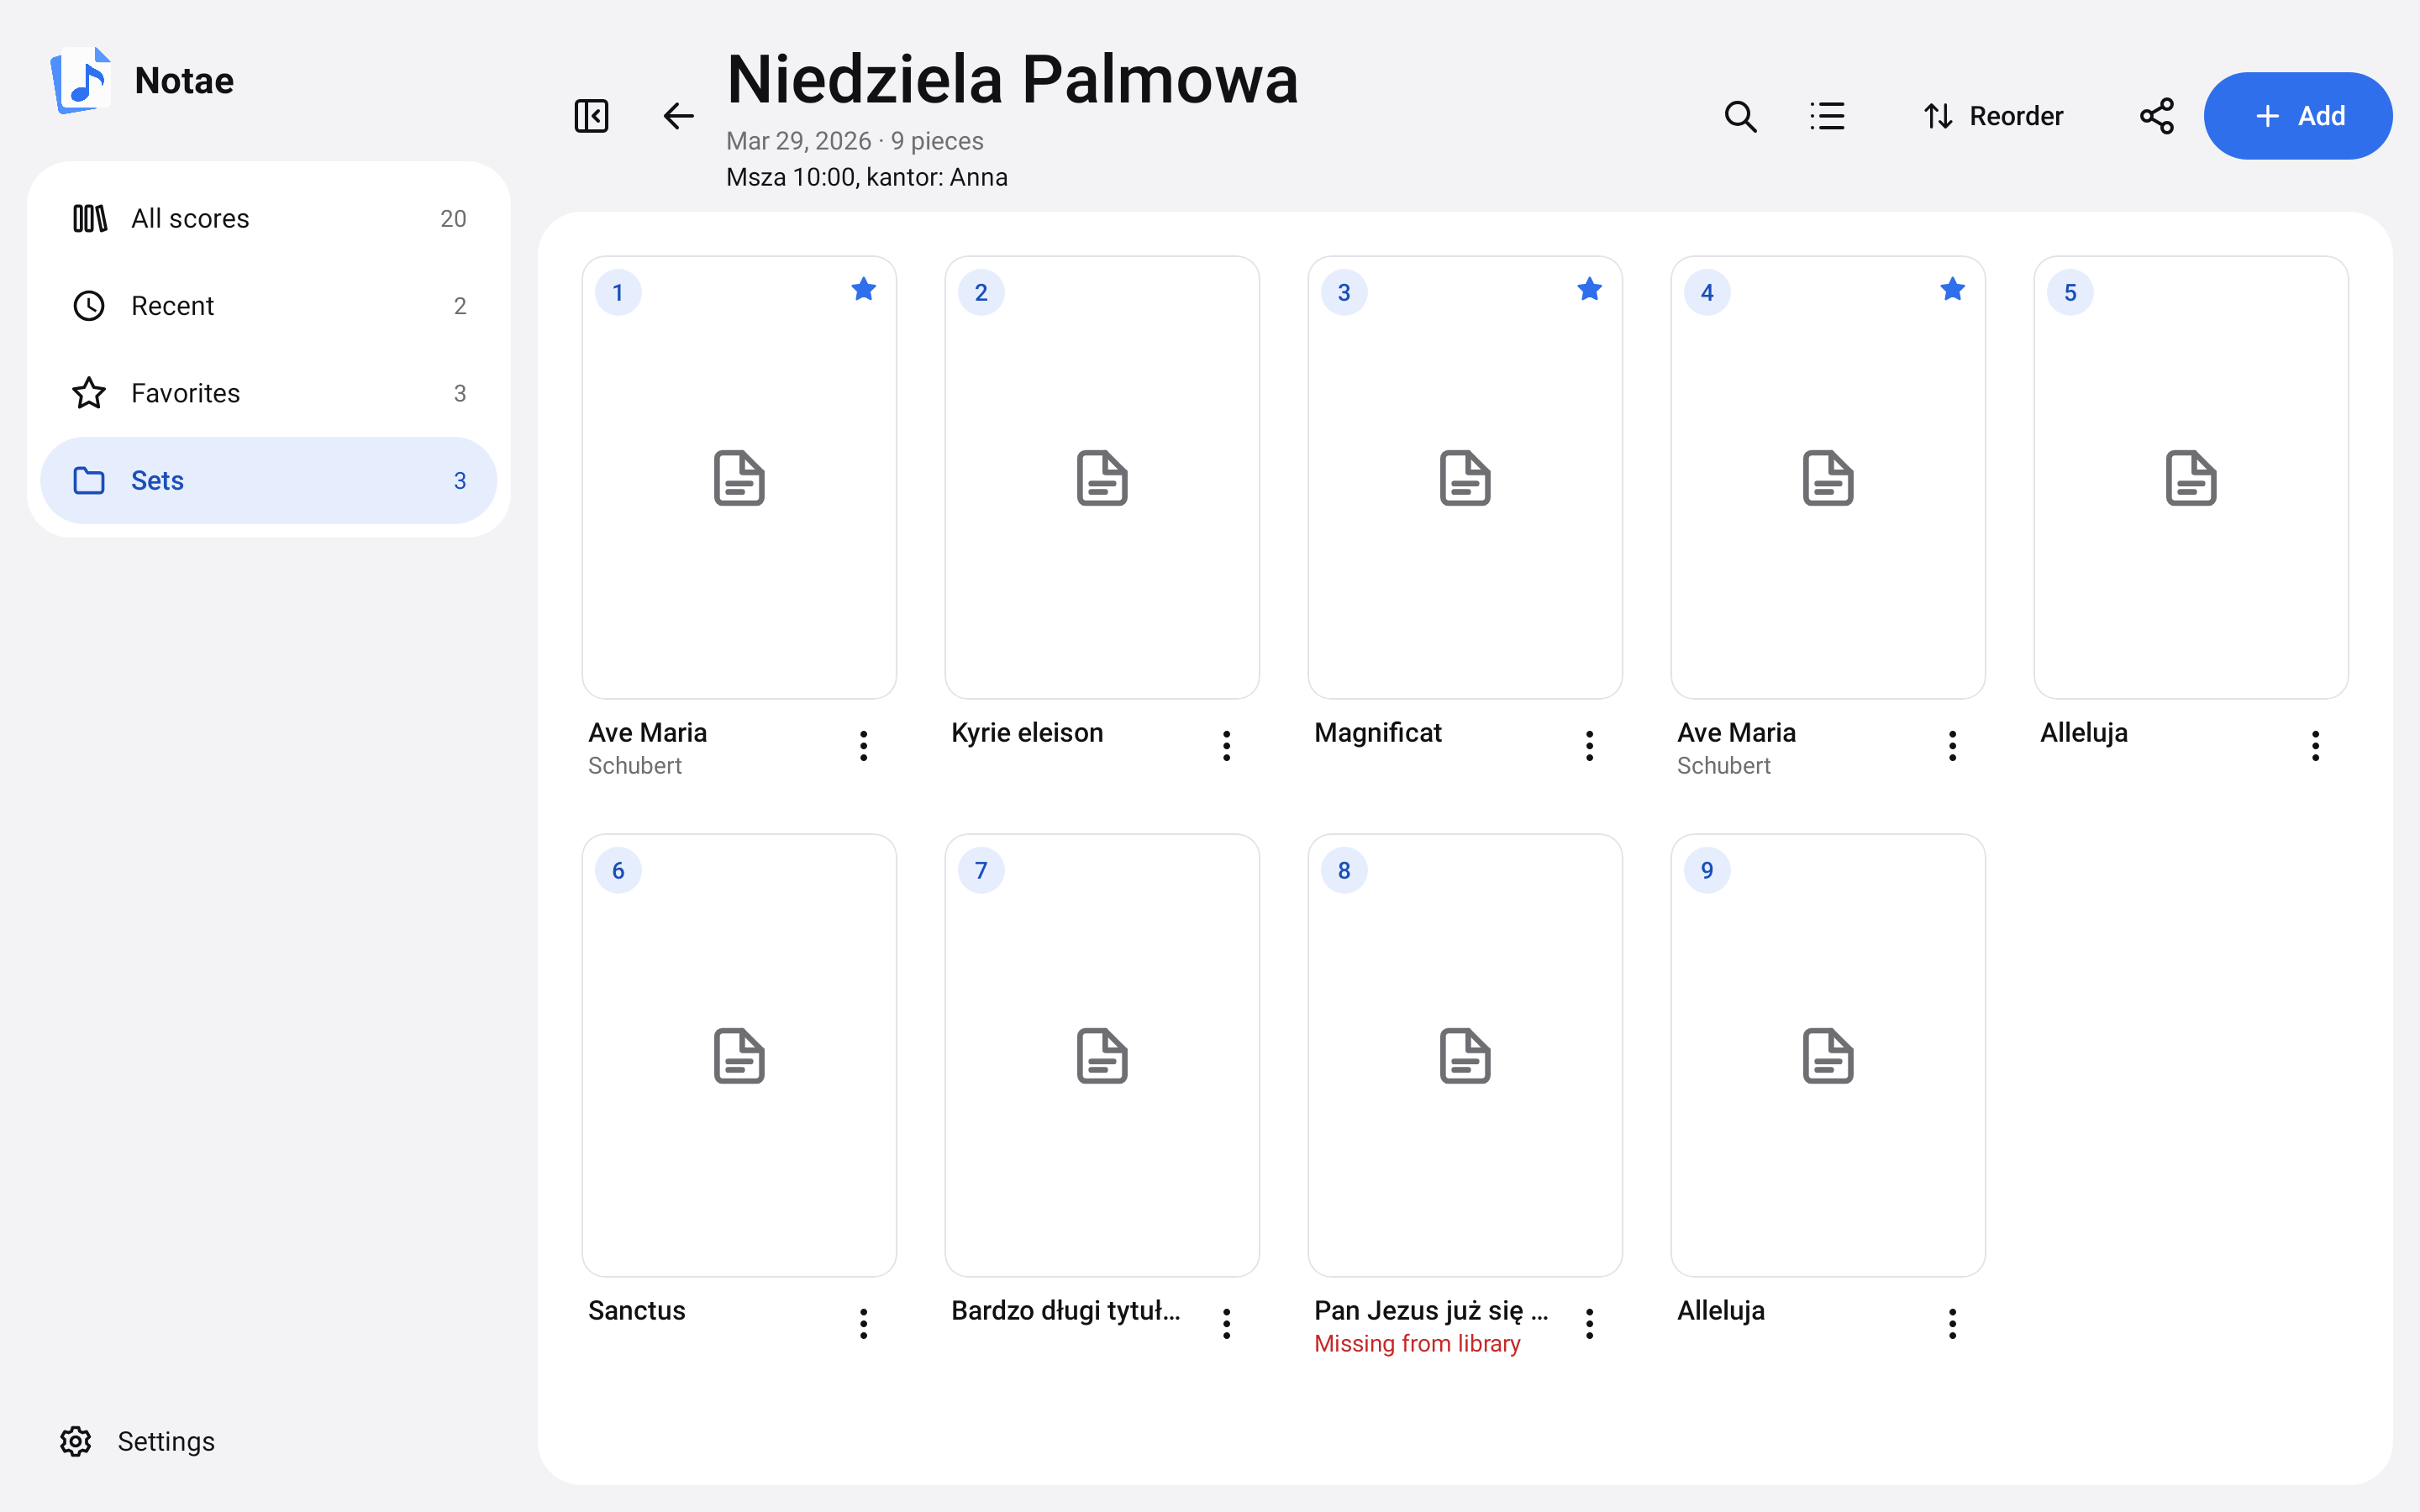 Notae
All scores 20
Recent 2
Favorites 3
Sets 3
Settings
Niedziela Palmowa
Mar 29, 2026 · 9 pieces
Msza 10:00, kantor: Anna
Reorder
Add
1
Ave Maria
Schubert
2
Kyrie eleison
3
Magnificat
4
Ave Maria
Schubert
5
Alleluja
6
Sanctus
7
Bardzo długi tytuł...
8
Pan Jezus już się ...
Missing from library
9
Alleluja